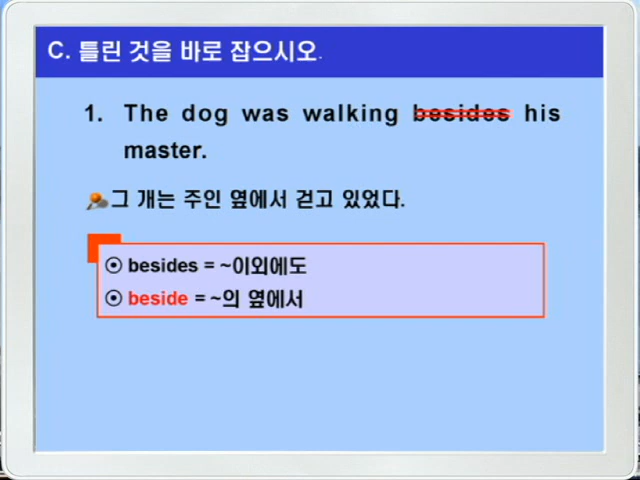 C. 틀린 것을 바로 잡으시오.
1. The dog was walking besides his
master.
그 개는 주인 옆에서 걷고 있었다.
⊙ besides = ~이외에도
⊙ beside = ~의 옆에서